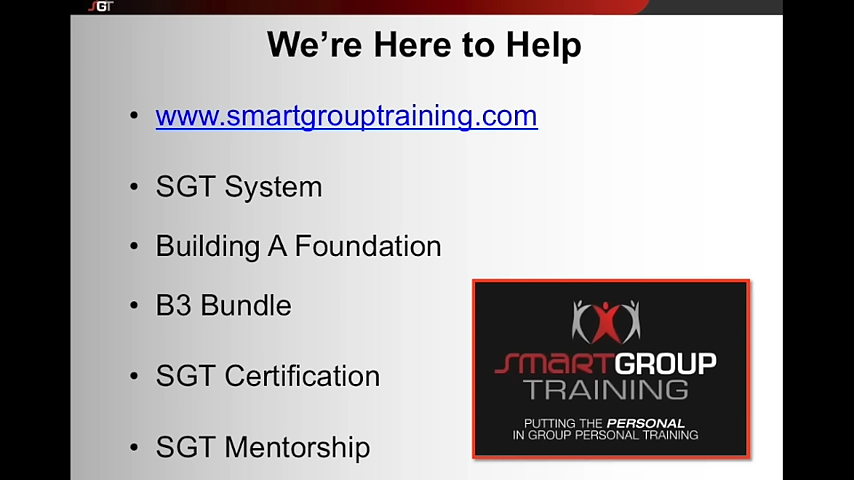 SGT
We're Here to Help
• www.smartgrouptraining.com
• SGT System
• Building A Foundation
• B3 Bundle
• SGT Certification
• SGT Mentorship
smartGROUP
TRAINING
PUTTING THE PERSONAL
IN GROUP PERSONAL TRAINING